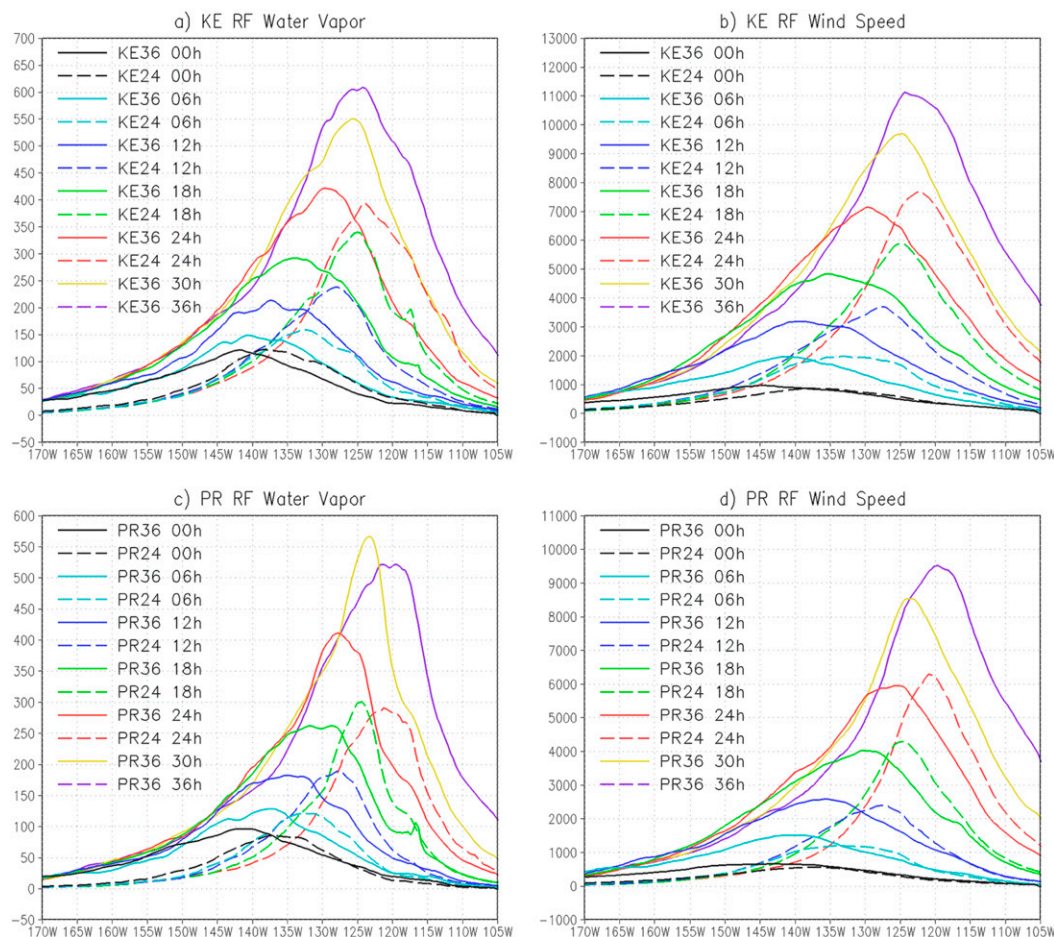 a) KE RF Water Vapor
700
650
600
550
500
450
400
350
300
250
200
150
100
50
0
-50
KE36 00h
KE24 00h
KE36 06h
KE24 06h
KE36 12h
KE24 12h
KE36 18h
KE24 18h
KE36 24h
KE24 24h
KE36 30h
KE36 36h
170W 165W 160W 155W 150W 145W 140W 135W 130W 125W 120W 115W 110W 105W
b) KE RF Wind Speed
13000
12000
11000
10000
9000
8000
7000
6000
5000
4000
3000
2000
1000
0
-1000
KE36 00h
KE24 00h
KE36 06h
KE24 06h
KE36 12h
KE24 12h
KE36 18h
KE24 18h
KE36 24h
KE24 24h
KE36 30h
KE36 36h
170W 165W 160W 155W 150W 145W 140W 135W 130W 125W 120W 115W 110W 105W
c) PR RF Water Vapor
600
550
500
450
400
350
300
250
200
150
100
50
0
-50
PR36 00h
PR24 00h
PR36 06h
PR24 06h
PR36 12h
PR24 12h
PR36 18h
PR24 18h
PR36 24h
PR24 24h
PR36 30h
PR36 36h
170W 165W 160W 155W 150W 145W 140W 135W 130W 125W 120W 115W 110W 105W
d) PR RF Wind Speed
11000
10000
9000
8000
7000
6000
5000
4000
3000
2000
1000
0
-1000
PR36 00h
PR24 00h
PR36 06h
PR24 06h
PR36 12h
PR24 12h
PR36 18h
PR24 18h
PR36 24h
PR24 24h
PR36 30h
PR36 36h
170W 165W 160W 155W 150W 145W 140W 135W 130W 125W 120W 115W 110W 105W